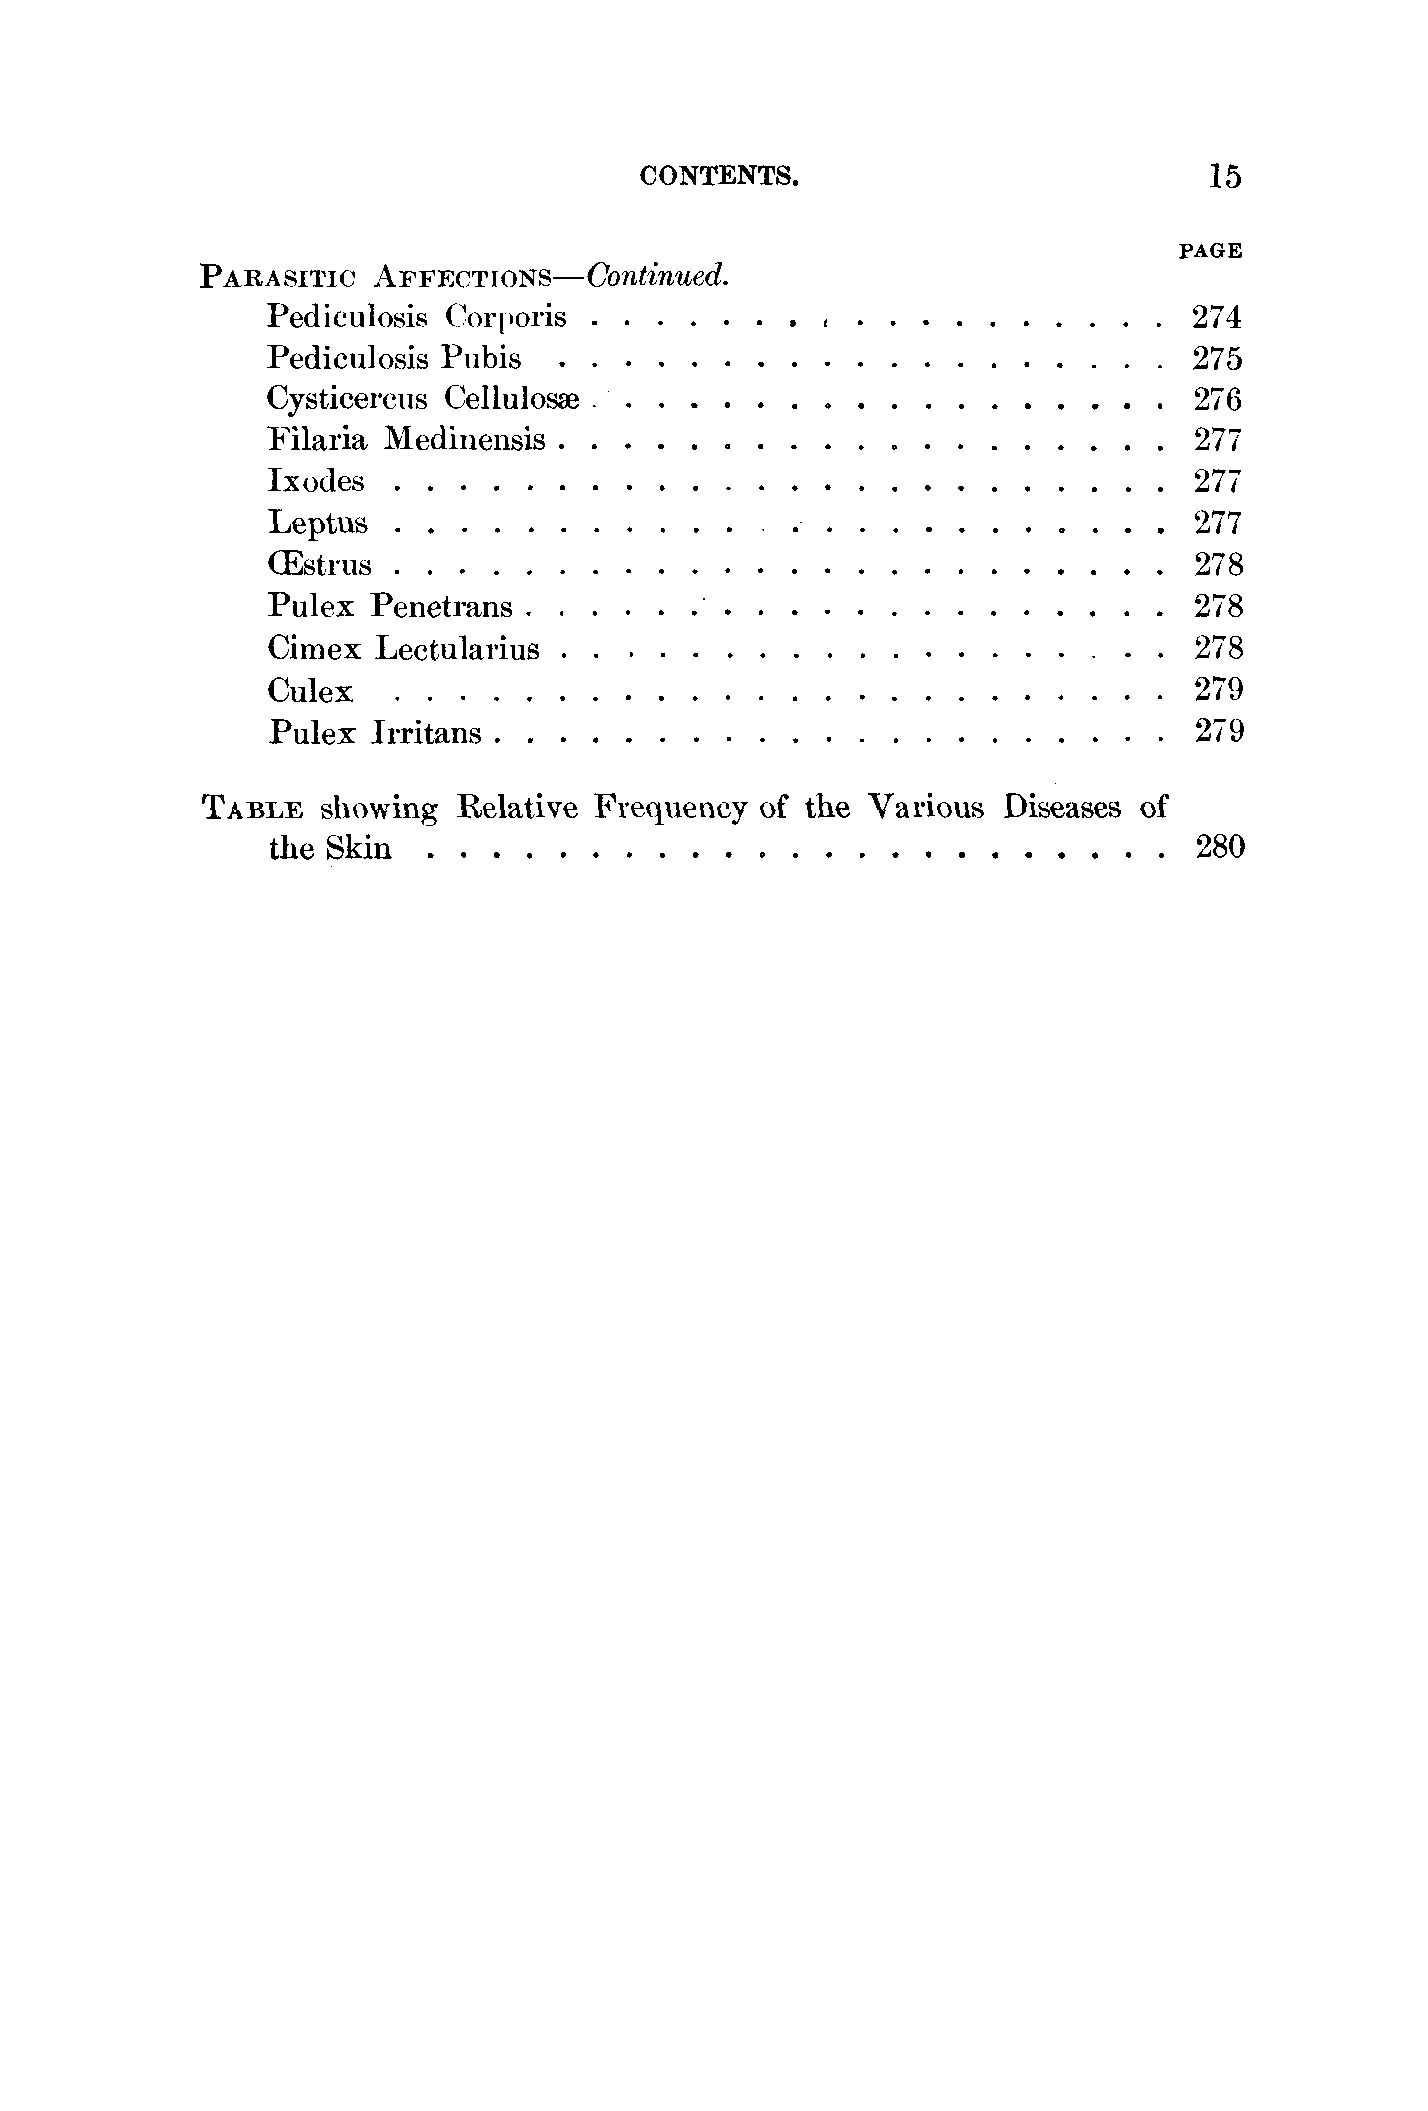 CONTENTS. 15
PAGE
PARASITIC AFFECTIONS—Continued.
Pediculosis Corporis . . . . . . . . . . . . . . . . . . 274
Pediculosis Pubis . . . . . . . . . . . . . . . . . . . 275
Cysticercus Cellulosæ . . . . . . . . . . . . . . . . . . 276
Filaria Medinensis . . . . . . . . . . . . . . . . . . . 277
Ixodes . . . . . . . . . . . . . . . . . . . . . . . . 277
Leptus . . . . . . . . . . . . . . . . . . . . . . . . 277
Œstrus . . . . . . . . . . . . . . . . . . . . . . . . 278
Pulex Penetrans . . . . . . . . . . . . . . . . . . . . 278
Cimex Lectularius . . . . . . . . . . . . . . . . . . . 278
Culex . . . . . . . . . . . . . . . . . . . . . . . . 279
Pulex Irritans . . . . . . . . . . . . . . . . . . . . . 279
TABLE showing Relative Frequency of the Various Diseases of
the Skin . . . . . . . . . . . . . . . . . . . . . . . 280